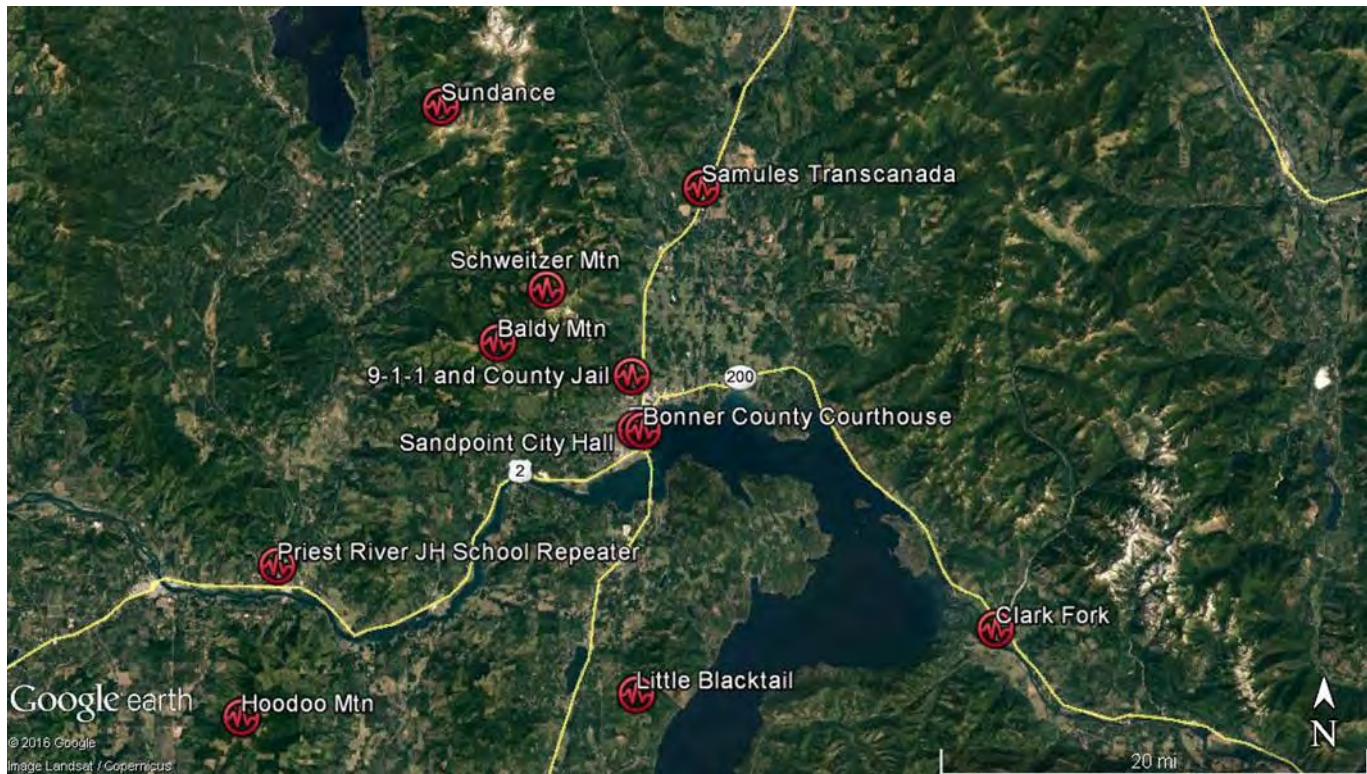 Sundance
Samules Transcanada
Schweitzer Mtn
Baldy Mtn
9-1-1 and County Jail
200
Bonner County Courthouse
Sandpoint City Hall
2
Priest River JH School Repeater
Clark Fork
Little Blacktail
Hoodoo Mtn
Google earth
© 2016 Google
Image Landsat / Copernicus
N
20 mi